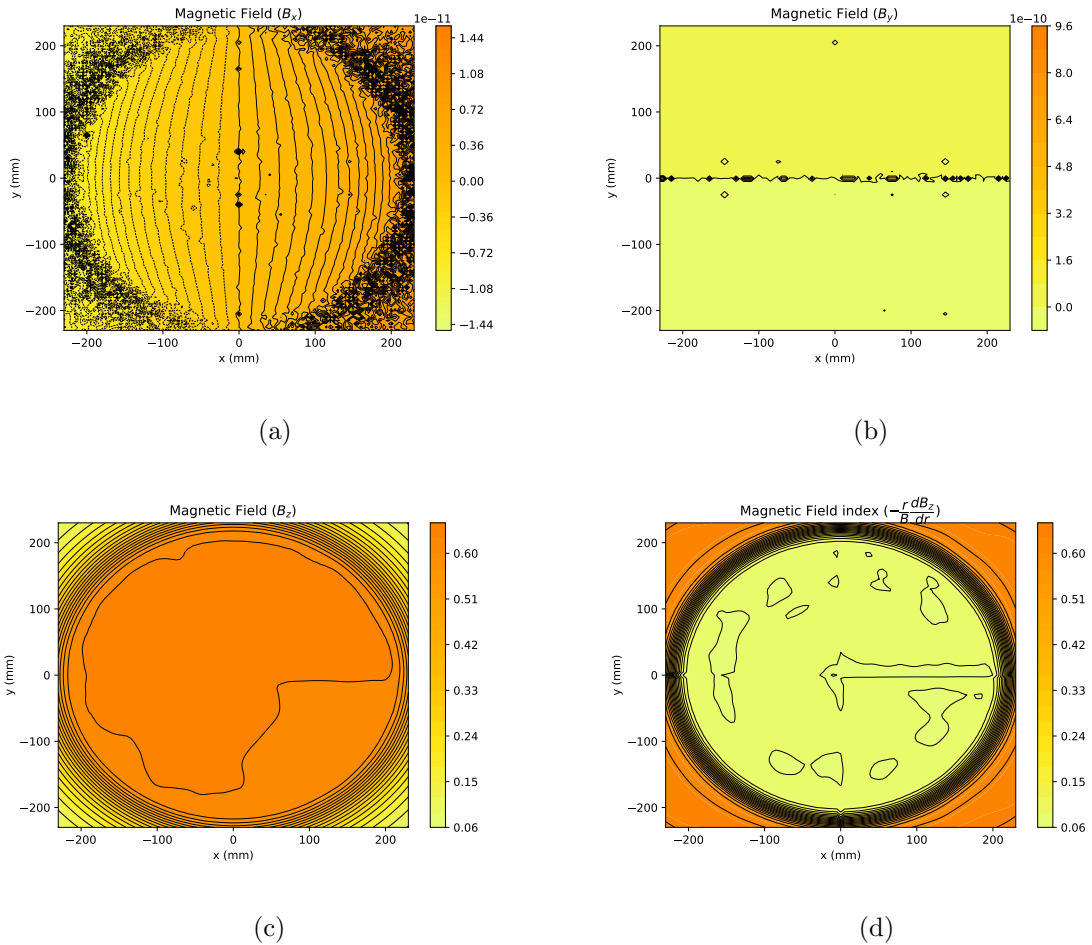 Magnetic Field (Bₓ)
1e−11
200
100
0
−100
−200
y (mm)
−200 −100 0 100 200
x (mm)
1.44
1.08
0.72
0.36
0.00
−0.36
−0.72
−1.08
−1.44
(a)
Magnetic Field (B_y)
1e−10
200
100
0
−100
−200
y (mm)
−200 −100 0 100 200
x (mm)
9.6
8.0
6.4
4.8
3.2
1.6
0.0
(b)
Magnetic Field (B_z)
200
100
0
−100
−200
y (mm)
−200 −100 0 100 200
x (mm)
0.60
0.51
0.42
0.33
0.24
0.15
0.06
(c)
Magnetic Field index (−r/B dB_z/dr)
200
100
0
−100
−200
y (mm)
−200 −100 0 100 200
x (mm)
0.60
0.51
0.42
0.33
0.24
0.15
0.06
(d)